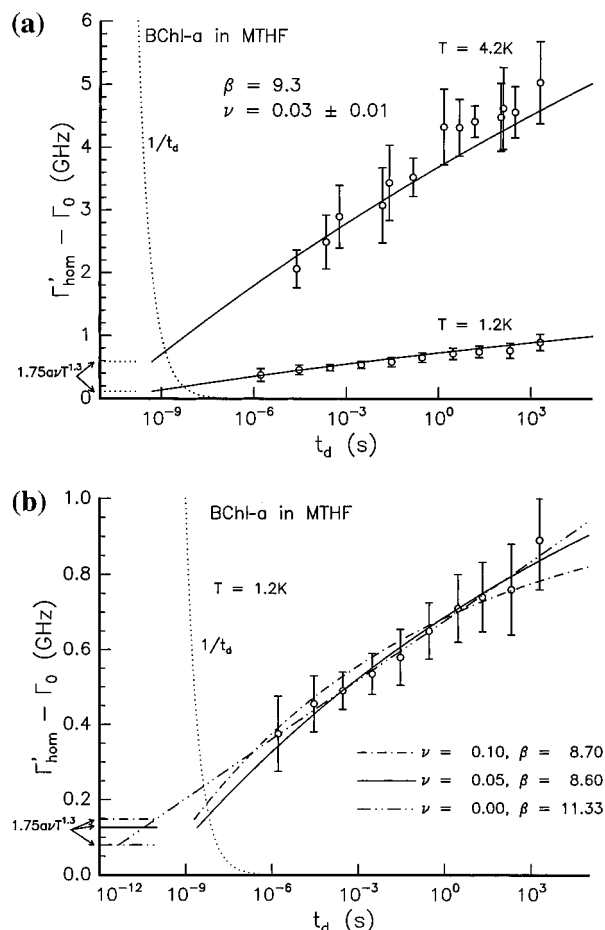 (a)
BChl-a in MTHF
T = 4.2K
β = 9.3
ν = 0.03 ± 0.01
1/t_d
T = 1.2K
1.75aνT^1.3
Γ'_hom − Γ_0 (GHz)
6
5
4
3
2
1
0
10^−9
10^−6
10^−3
10^0
10^3
t_d (s)
(b)
BChl-a in MTHF
T = 1.2K
1/t_d
ν = 0.10, β = 8.70
ν = 0.05, β = 8.60
ν = 0.00, β = 11.33
1.75aνT^1.3
Γ'_hom − Γ_0 (GHz)
1.0
0.8
0.6
0.4
0.2
0.0
10^−12
10^−9
10^−6
10^−3
10^0
10^3
t_d (s)